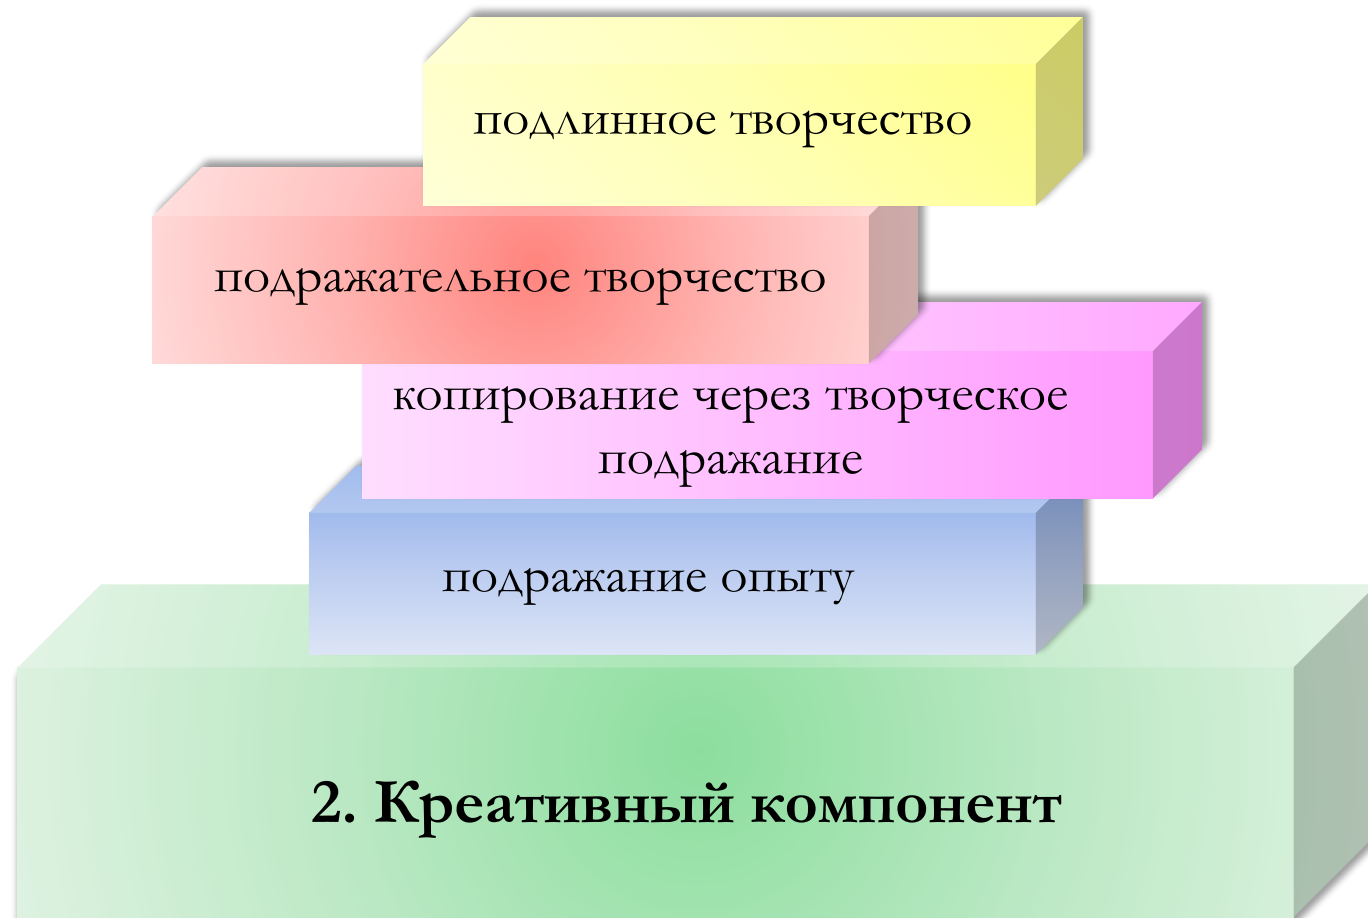 подлинное творчество
подражательное творчество
копирование через творческое
подражание
подражание опыту
2. Креативный компонент